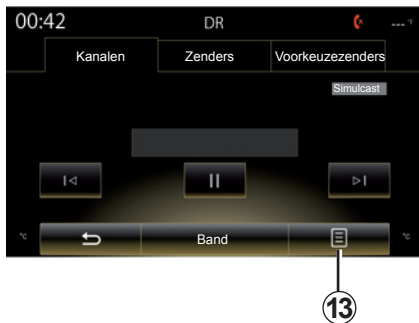 00:42 DR --- °F
Kanalen Zenders Voorkeuzezenders
Simulcast
°C Band °C
13